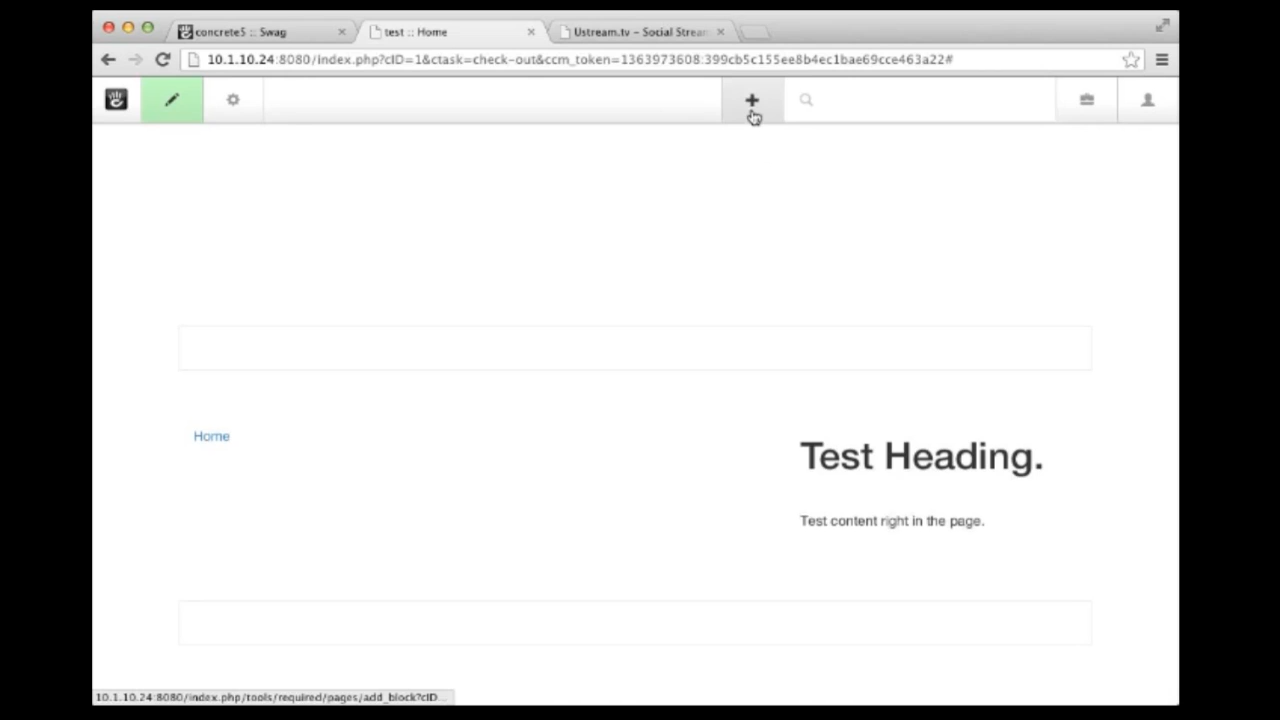 concrete5 :: Swag
test :: Home
Ustream.tv – Social Stream
10.1.10.24:8080/index.php?cID=1&ctask=check-out&ccm_token=1363973608:399cb5c155ee8b4ec1bae69cce463a22#
Home
Test Heading.
Test content right in the page.
10.1.10.24:8080/index.php/tools/required/pages/add_block?cID...